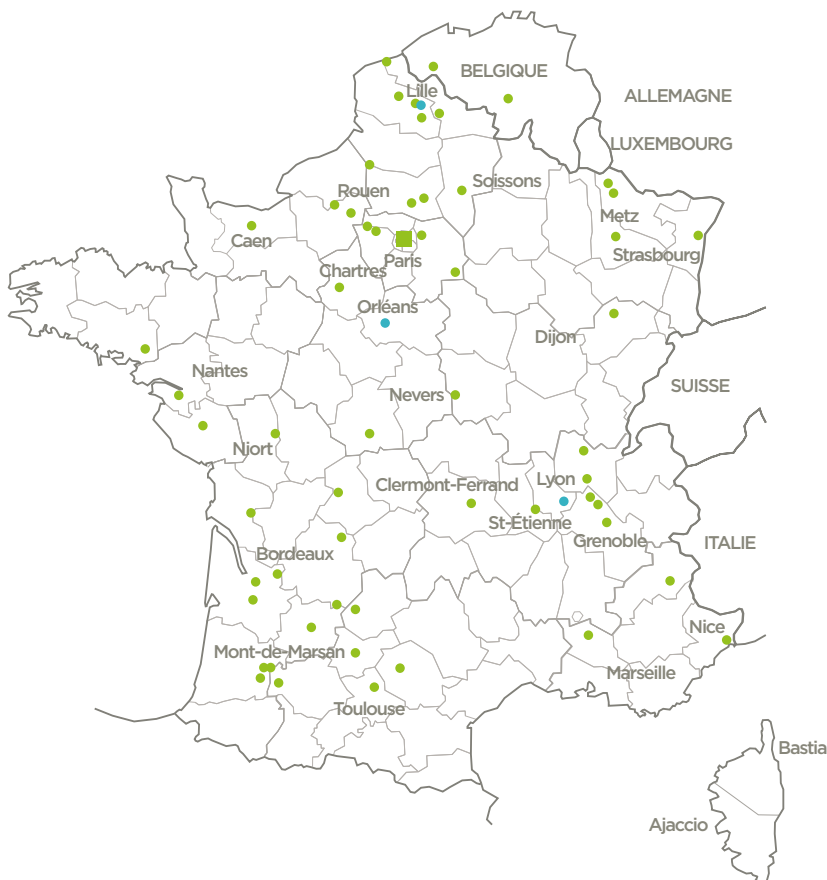 BELGIQUE
Lille
ALLEMAGNE
LUXEMBOURG
Soissons
Rouen
Metz
Caen
Strasbourg
Paris
Chartres
Orléans
Dijon
Nantes
SUISSE
Nevers
Niort
Lyon
Clermont-Ferrand
St-Étienne
Grenoble
ITALIE
Bordeaux
Nice
Mont-de-Marsan
Marseille
Toulouse
Bastia
Ajaccio